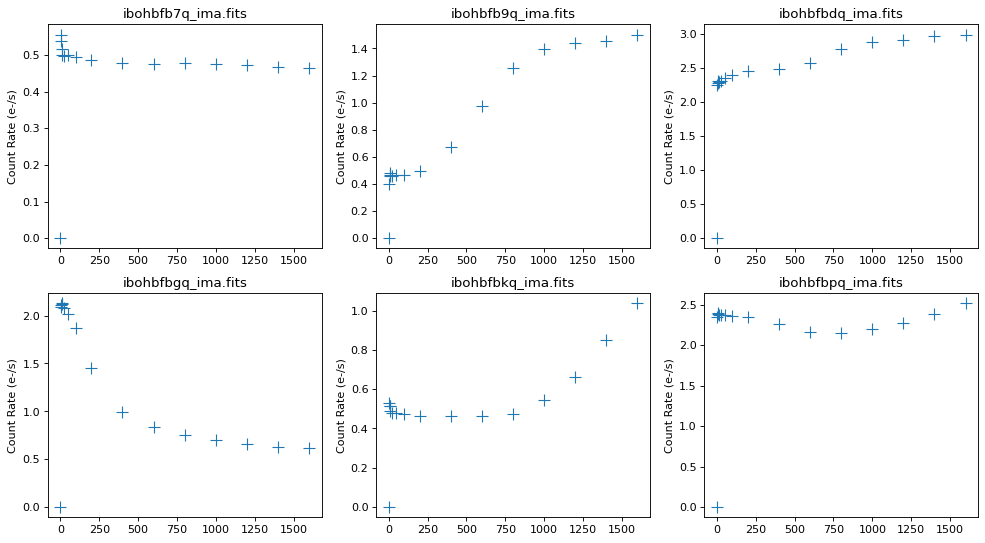 ibohbfb7q_ima.fits
Count Rate (e-/s)
0.5
0.4
0.3
0.2
0.1
0.0
0 250 500 750 1000 1250 1500
ibohbfb9q_ima.fits
Count Rate (e-/s)
1.4
1.2
1.0
0.8
0.6
0.4
0.2
0.0
0 250 500 750 1000 1250 1500
ibohbfbdq_ima.fits
Count Rate (e-/s)
3.0
2.5
2.0
1.5
1.0
0.5
0.0
0 250 500 750 1000 1250 1500
ibohbfbgq_ima.fits
Count Rate (e-/s)
2.0
1.5
1.0
0.5
0.0
0 250 500 750 1000 1250 1500
ibohbfbkq_ima.fits
Count Rate (e-/s)
1.0
0.8
0.6
0.4
0.2
0.0
0 250 500 750 1000 1250 1500
ibohbfbpq_ima.fits
Count Rate (e-/s)
2.5
2.0
1.5
1.0
0.5
0.0
0 250 500 750 1000 1250 1500